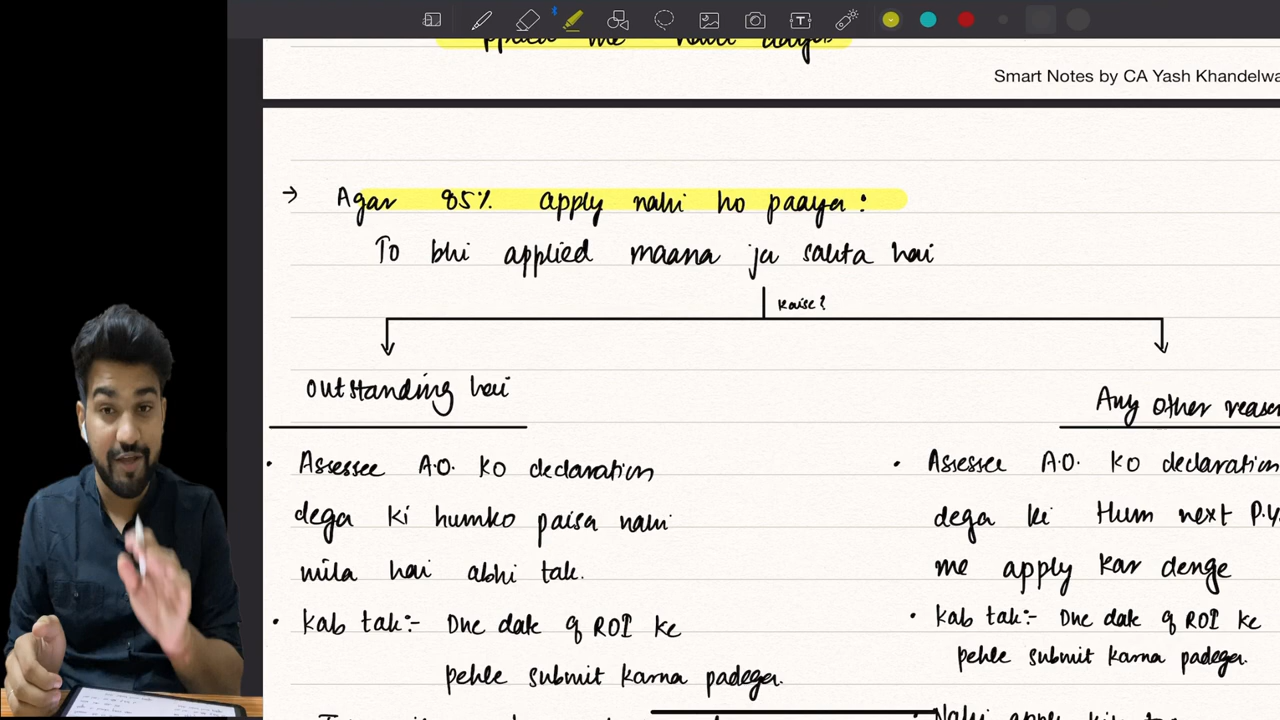 Smart Notes by CA Yash Khandelwa
→ Agar 85% apply nahi ho paaya :
To bhi applied maana ja sakta hai
Kaise?
Outstanding hai
• Assessee A.O. ko declaration
dega ki humko paisa nahi
mila hai abhi tak.
• Kab tak:- Due date of ROI ke
pehle submit karna padega.
Any other reason
• Assessee A.O. ko declaration
dega ki Hum next P.Y.
me apply kar denge
• Kab tak:- Due date of ROI ke
pehle submit karna padega.